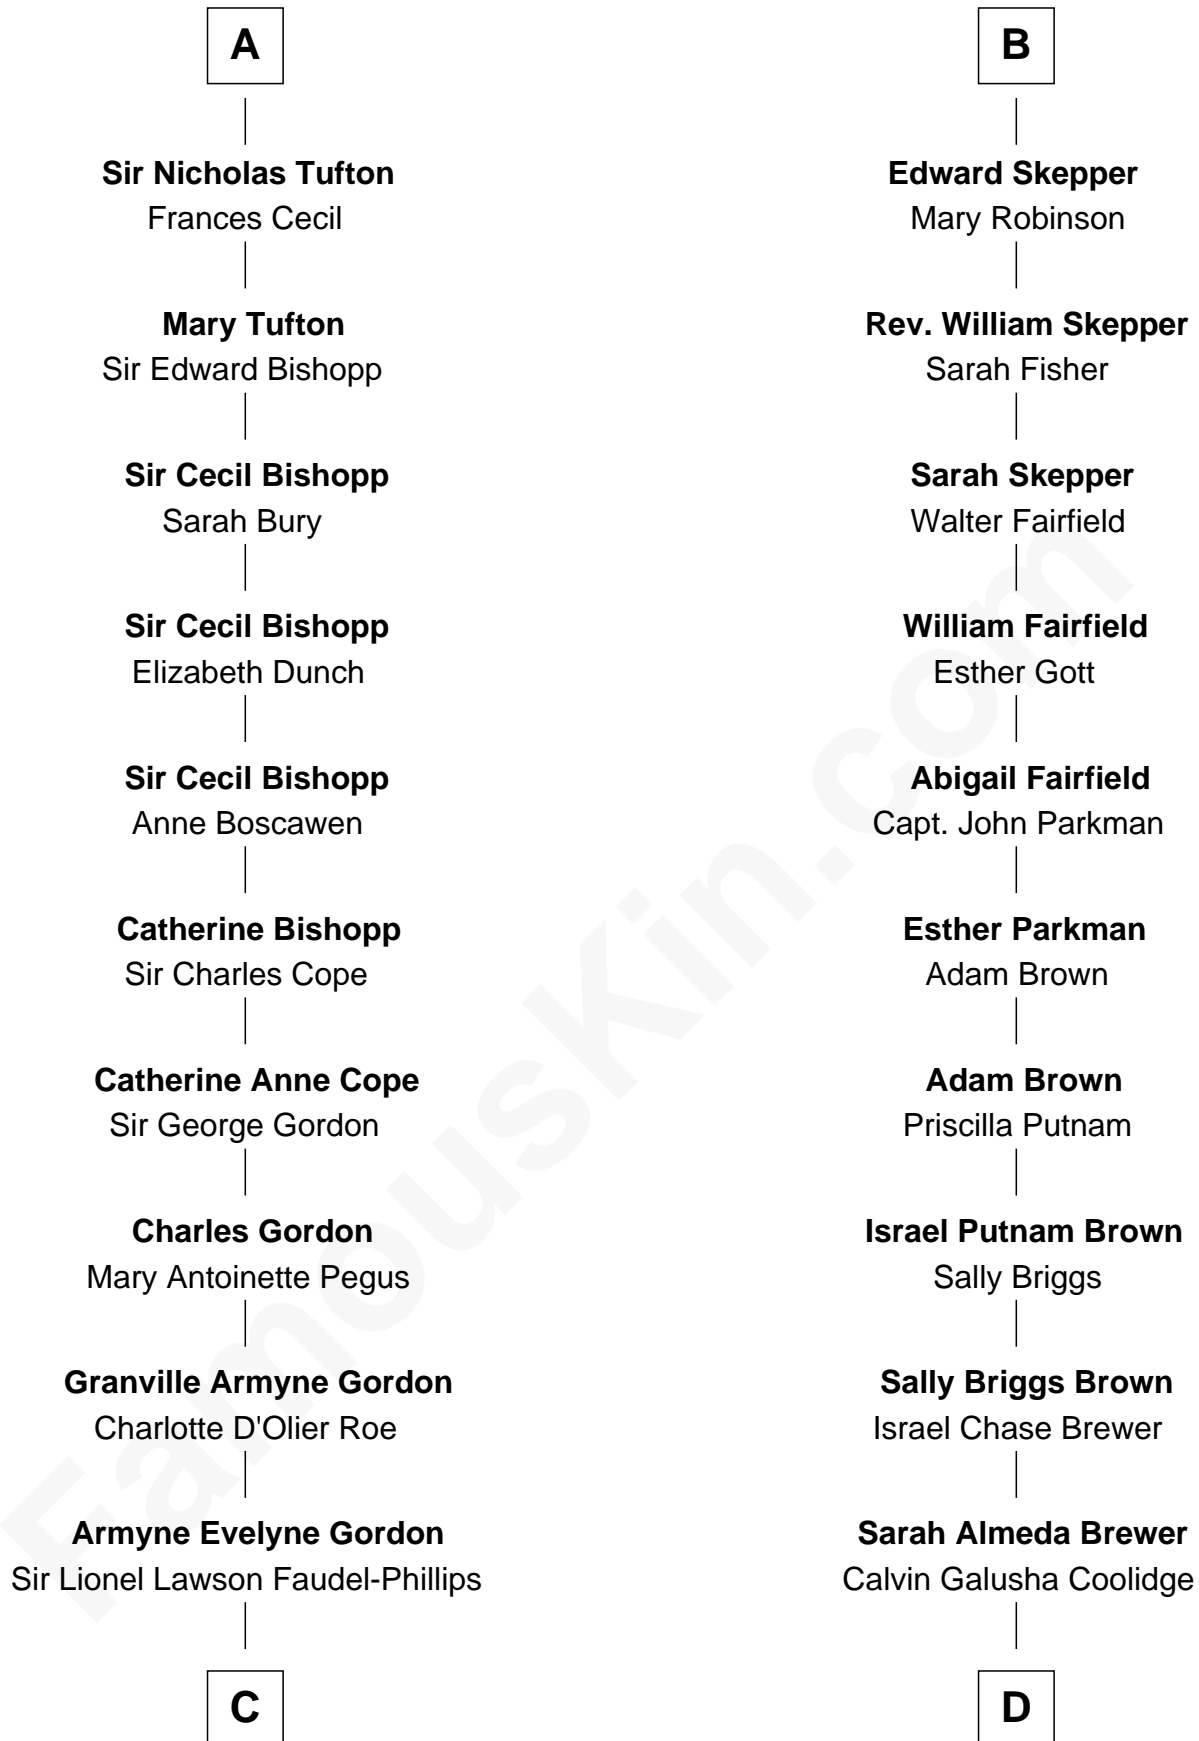 A
Sir Nicholas Tufton
Frances Cecil
Mary Tufton
Sir Edward Bishopp
Sir Cecil Bishopp
Sarah Bury
Sir Cecil Bishopp
Elizabeth Dunch
Sir Cecil Bishopp
Anne Boscawen
Catherine Bishopp
Sir Charles Cope
Catherine Anne Cope
Sir George Gordon
Charles Gordon
Mary Antoinette Pegus
Granville Armyne Gordon
Charlotte D'Olier Roe
Armyne Evelyne Gordon
Sir Lionel Lawson Faudel-Phillips
C
B
Edward Skepper
Mary Robinson
Rev. William Skepper
Sarah Fisher
Sarah Skepper
Walter Fairfield
William Fairfield
Esther Gott
Abigail Fairfield
Capt. John Parkman
Esther Parkman
Adam Brown
Adam Brown
Priscilla Putnam
Israel Putnam Brown
Sally Briggs
Sally Briggs Brown
Israel Chase Brewer
Sarah Almeda Brewer
Calvin Galusha Coolidge
D
FamousKin.com